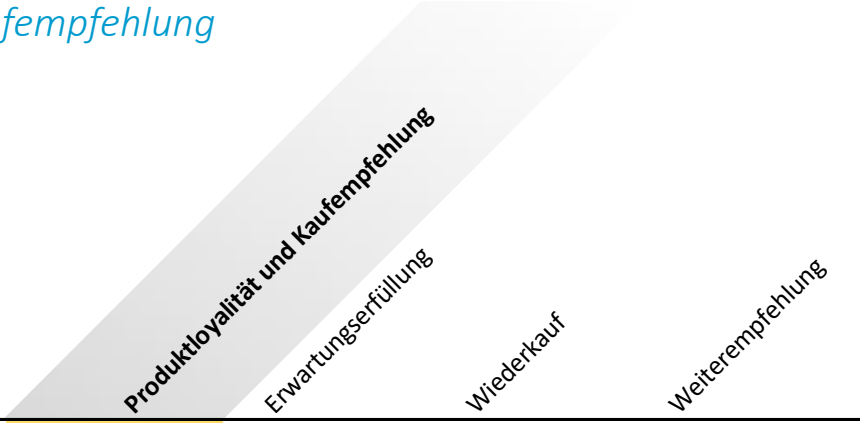 fempfehlung
Produktloyalität und Kaufempfehlung
Erwartungserfüllung
Wiederkauf
Weiterempfehlung